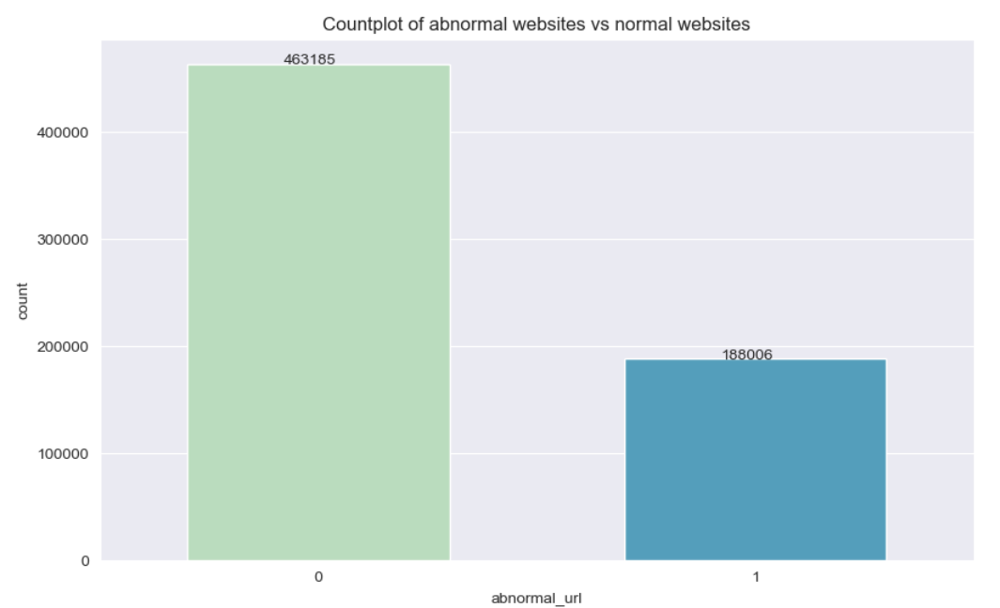 Countplot of abnormal websites vs normal websites
463185
400000
300000
count
200000
188006
100000
0
0 1
abnormal_url